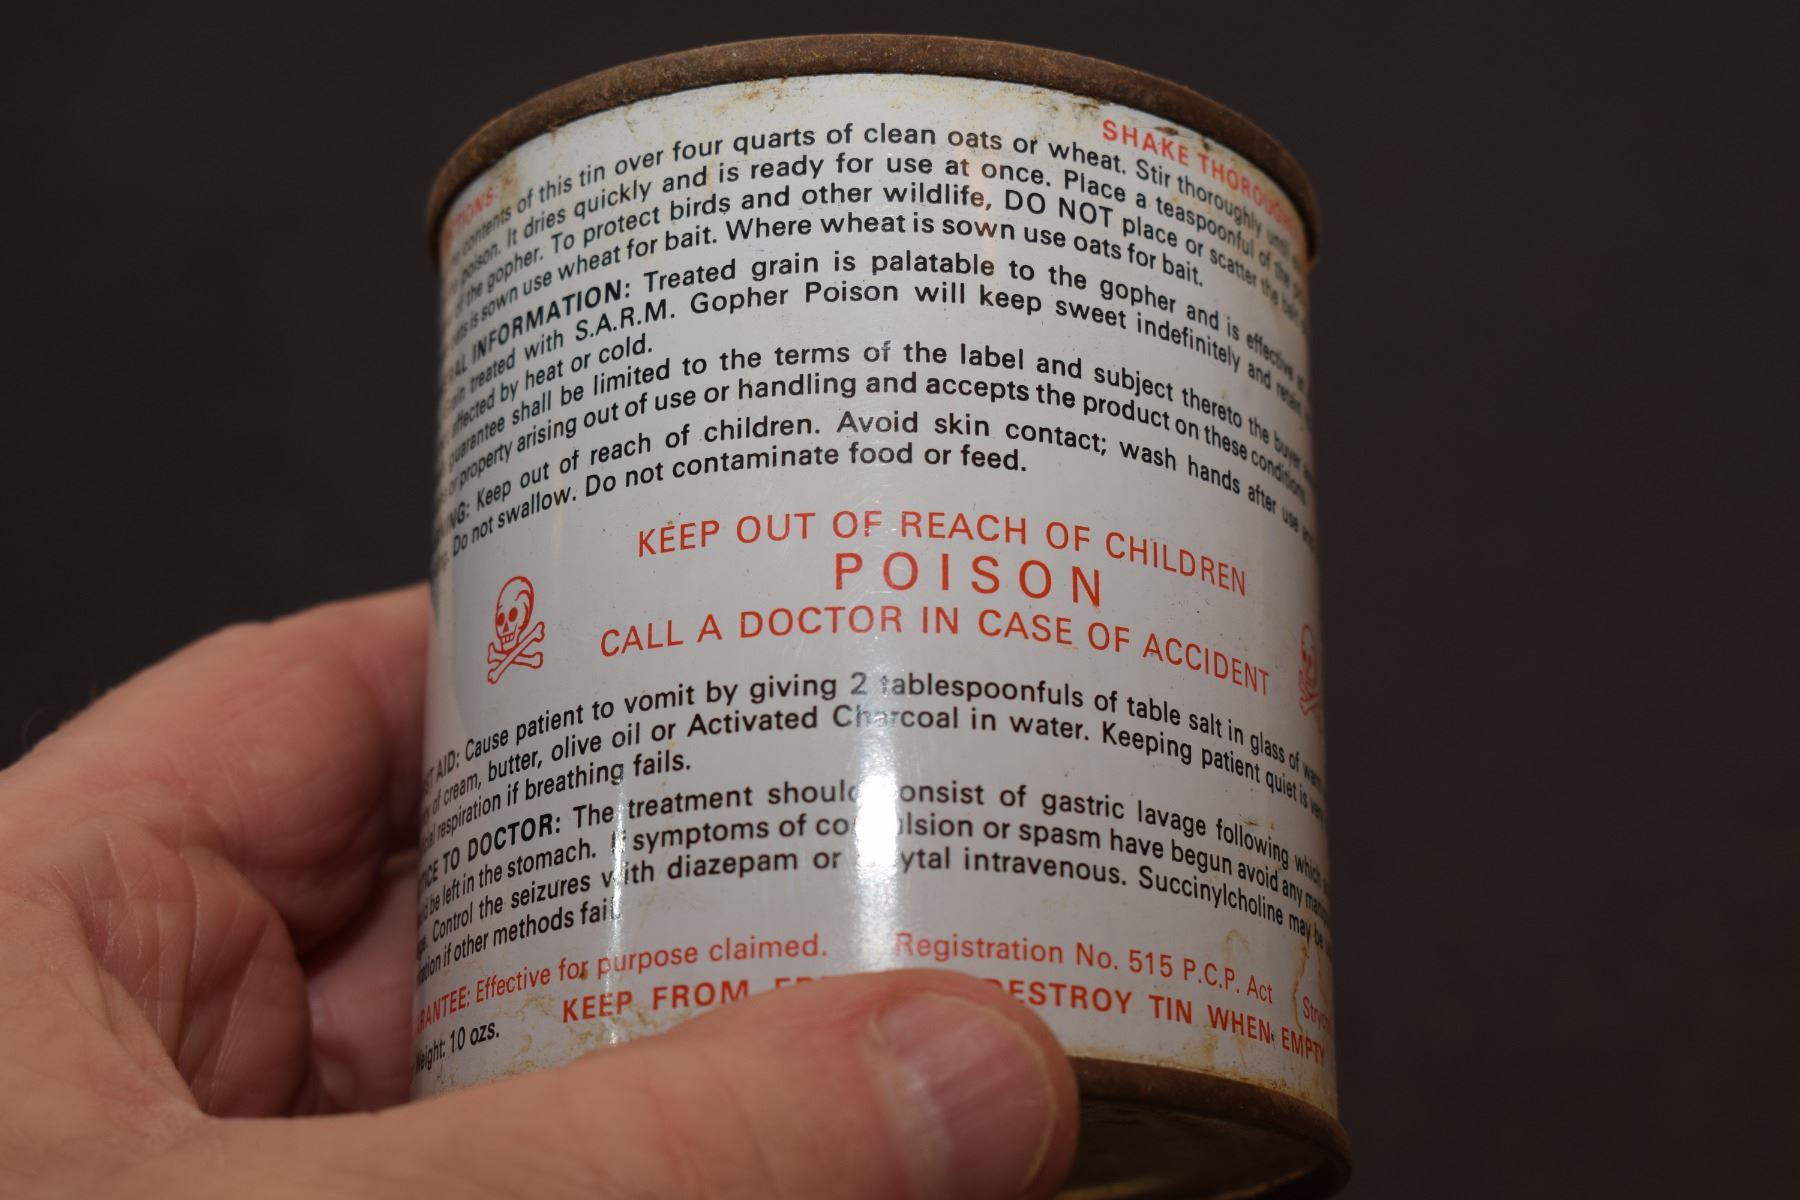 SHAKE THOROUGH
contents of this tin over four quarts of clean oats or wheat. Stir thoroughly until
poison. It dries quickly and is ready for use at once. Place a teaspoonful of the
of the gopher. To protect birds and other wildlife, DO NOT place or scatter the
is sown use wheat for bait. Where wheat is sown use oats for bait.
INFORMATION: Treated grain is palatable to the gopher and is effective
treated with S.A.R.M. Gopher Poison will keep sweet indefinitely and retain
by heat or cold.
guarantee shall be limited to the terms of the label and subject thereto the buyer
or property arising out of use or handling and accepts the product on these conditions.
Keep out of reach of children. Avoid skin contact; wash hands after use and
Do not swallow. Do not contaminate food or feed.
KEEP OUT OF REACH OF CHILDREN
POISON
CALL A DOCTOR IN CASE OF ACCIDENT
AID: Cause patient to vomit by giving 2 tablespoonfuls of table salt in glass of
of cream, butter, olive oil or Activated Charcoal in water. Keeping patient quiet is
respiration if breathing fails.
TO DOCTOR: The treatment should consist of gastric lavage following which
be left in the stomach. If symptoms of convulsion or spasm have begun avoid any
Control the seizures with diazepam or intravenous. Succinylcholine may be
if other methods fail.
Effective for purpose claimed. Registration No. 515 P.C.P. Act
KEEP FROM DESTROY TIN WHEN EMPTY
10 ozs.